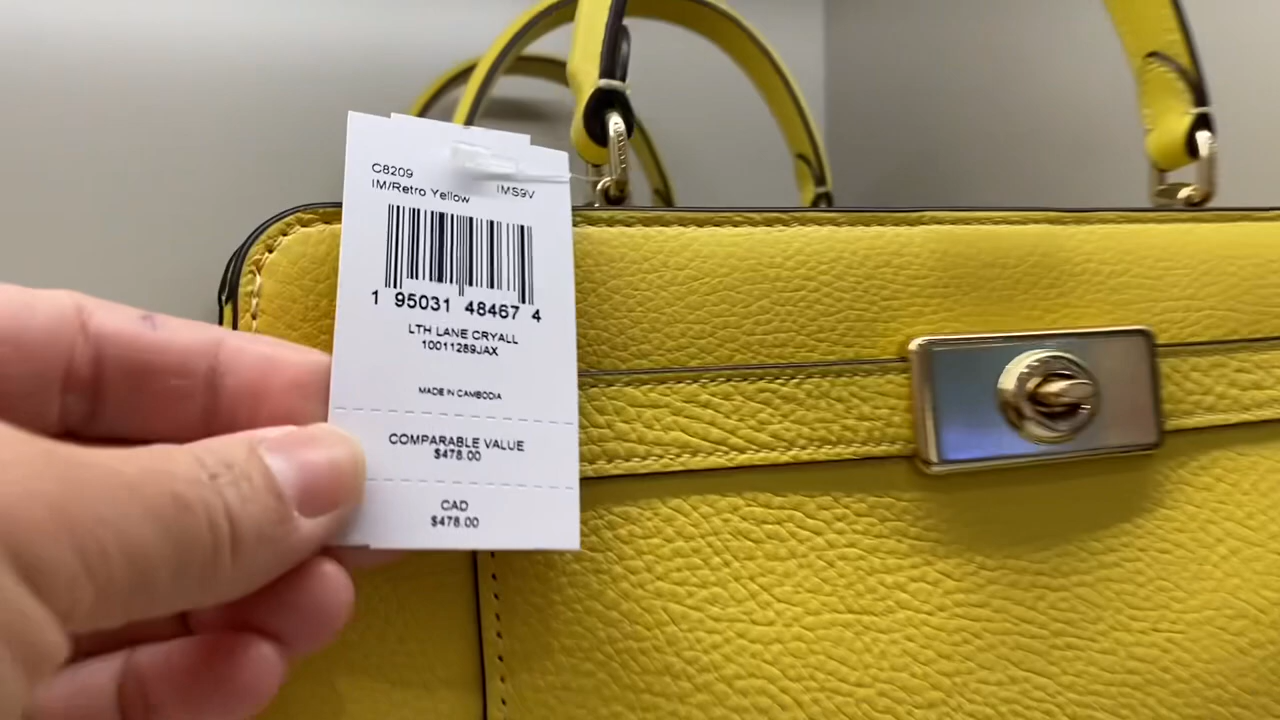 C8209
IM/Retro Yellow IMS9V
1 95031 48467 4
LTH LANE CRYALL
10011289JAX
MADE IN CAMBODIA
COMPARABLE VALUE
$478.00
CAD
$478.00